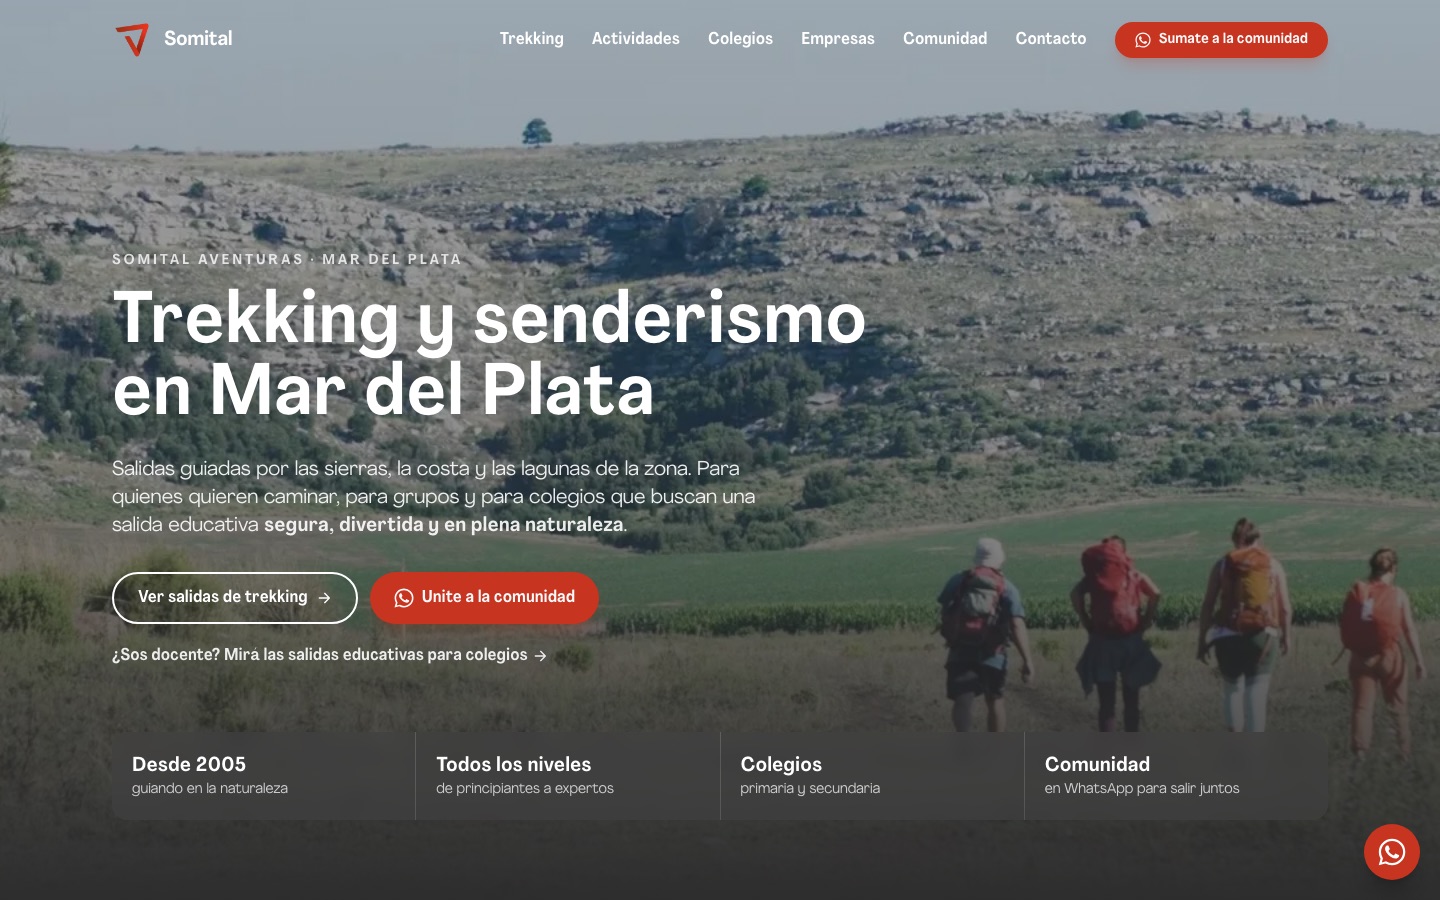 Somital
Trekking
Actividades
Colegios
Empresas
Comunidad
Contacto
Sumate a la comunidad
SOMITAL AVENTURAS · MAR DEL PLATA
Trekking y senderismo
en Mar del Plata
Salidas guiadas por las sierras, la costa y las lagunas de la zona. Para
quienes quieren caminar, para grupos y para colegios que buscan una
salida educativa segura, divertida y en plena naturaleza.
Ver salidas de trekking →
Unite a la comunidad
¿Sos docente? Mirá las salidas educativas para colegios →
Desde 2005
guiando en la naturaleza
Todos los niveles
de principiantes a expertos
Colegios
primaria y secundaria
Comunidad
en WhatsApp para salir juntos